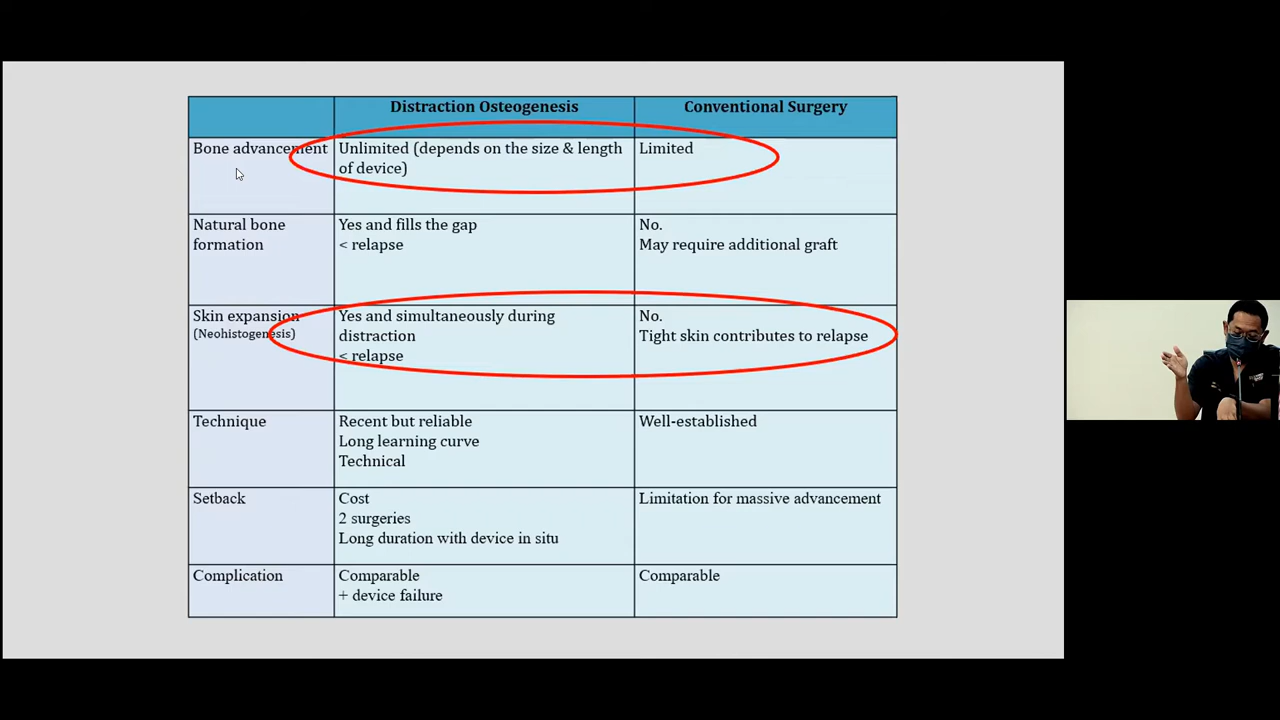 Distraction Osteogenesis
Conventional Surgery
Bone advancement
Unlimited (depends on the size & length
of device)
Limited
Natural bone
formation
Yes and fills the gap
< relapse
No.
May require additional graft
Skin expansion
(Neohistogenesis)
Yes and simultaneously during
distraction
< relapse
No.
Tight skin contributes to relapse
Technique
Recent but reliable
Long learning curve
Technical
Well-established
Setback
Cost
2 surgeries
Long duration with device in situ
Limitation for massive advancement
Complication
Comparable
+ device failure
Comparable